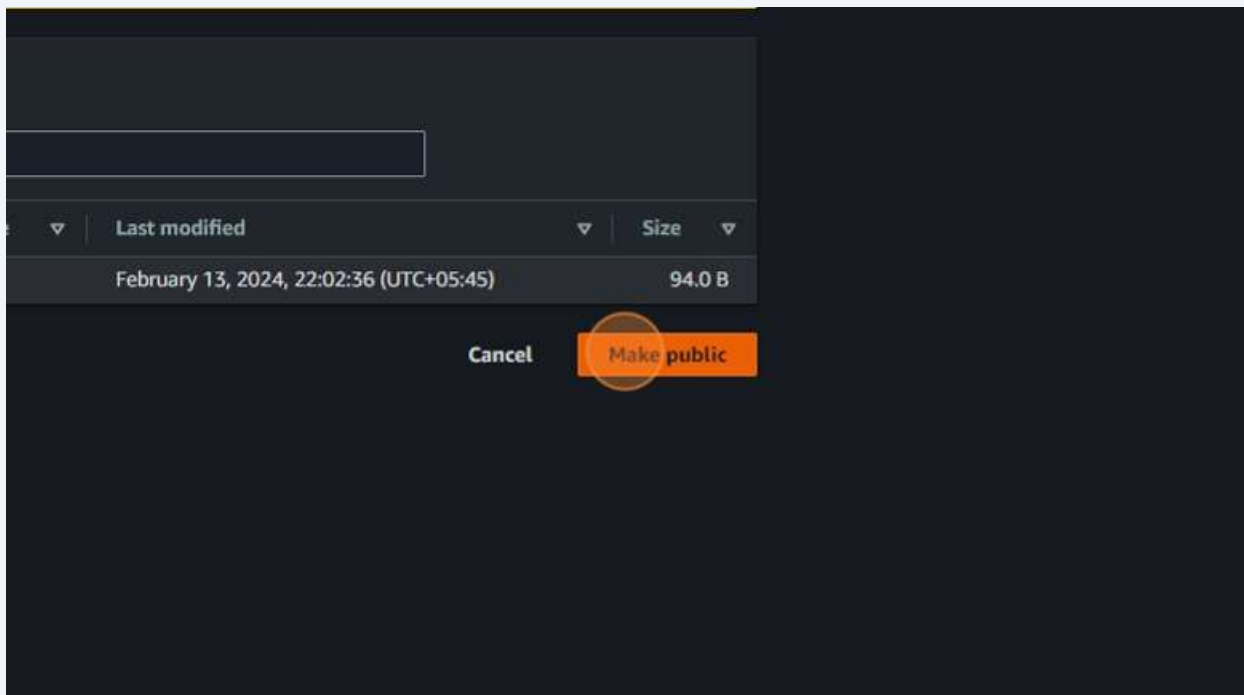 Last modified Size
February 13, 2024, 22:02:36 (UTC+05:45) 94.0 B
Cancel Make public